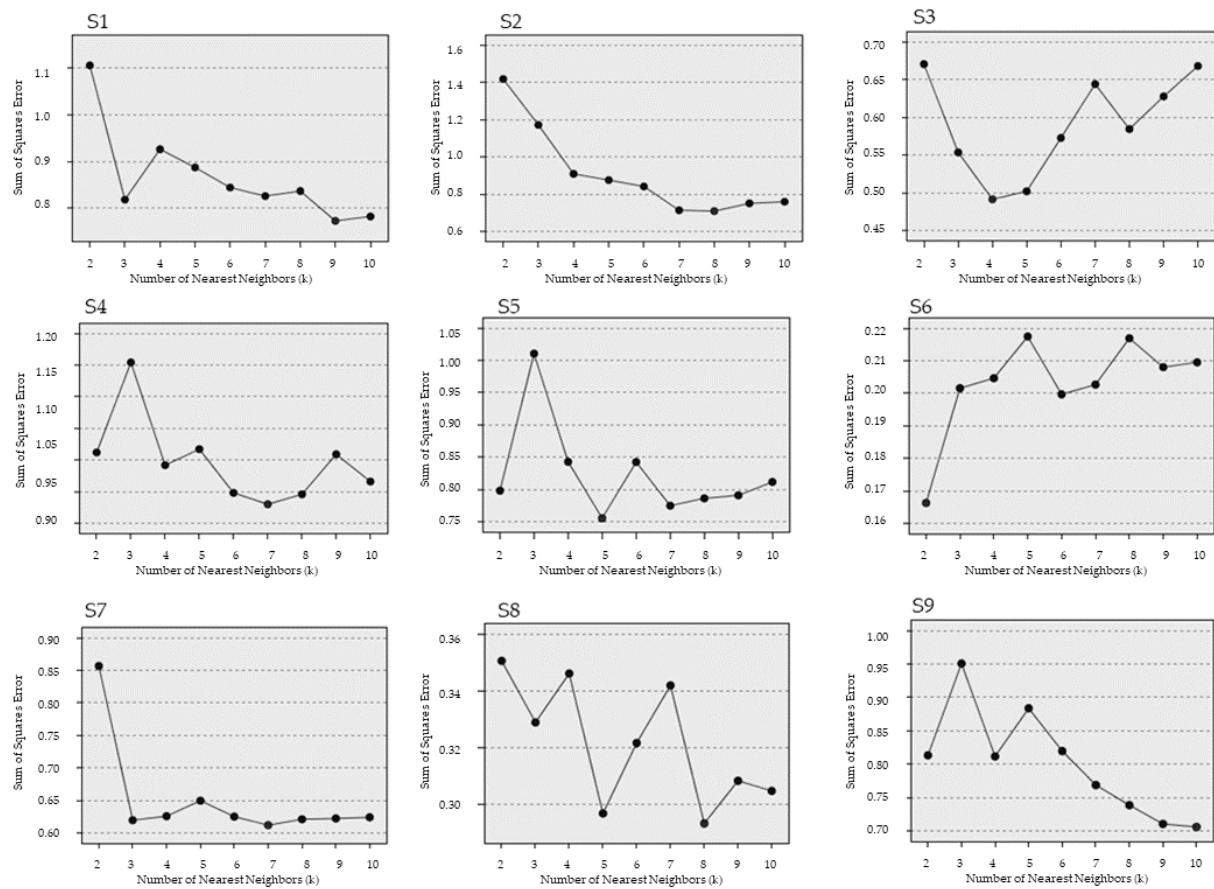 S1
Sum of Squares Error
1.1
1.0
0.9
0.8
2 3 4 5 6 7 8 9 10
Number of Nearest Neighbors (k)
S2
Sum of Squares Error
1.6
1.4
1.2
1.0
0.8
0.6
2 3 4 5 6 7 8 9 10
Number of Nearest Neighbors (k)
S3
Sum of Squares Error
0.70
0.65
0.60
0.55
0.50
0.45
2 3 4 5 6 7 8 9 10
Number of Nearest Neighbors (k)
S4
Sum of Squares Error
1.20
1.15
1.10
1.05
0.95
0.90
2 3 4 5 6 7 8 9 10
Number of Nearest Neighbors (k)
S5
Sum of Squares Error
1.05
1.00
0.95
0.90
0.85
0.80
0.75
2 3 4 5 6 7 8 9 10
Number of Nearest Neighbors (k)
S6
Sum of Squares Error
0.22
0.21
0.20
0.19
0.18
0.17
0.16
2 3 4 5 6 7 8 9 10
Number of Nearest Neighbors (k)
S7
Sum of Squares Error
0.90
0.85
0.80
0.75
0.70
0.65
0.60
2 3 4 5 6 7 8 9 10
Number of Nearest Neighbors (k)
S8
Sum of Squares Error
0.36
0.34
0.32
0.30
2 3 4 5 6 7 8 9 10
Number of Nearest Neighbors (k)
S9
Sum of Squares Error
1.00
0.95
0.90
0.85
0.80
0.75
0.70
2 3 4 5 6 7 8 9 10
Number of Nearest Neighbors (k)